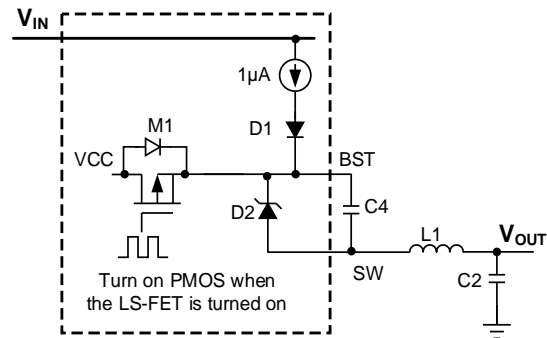 VIN
1µA
M1
D1
VCC
BST
D2
C4
L1
VOUT
SW
C2
Turn on PMOS when
the LS-FET is turned on